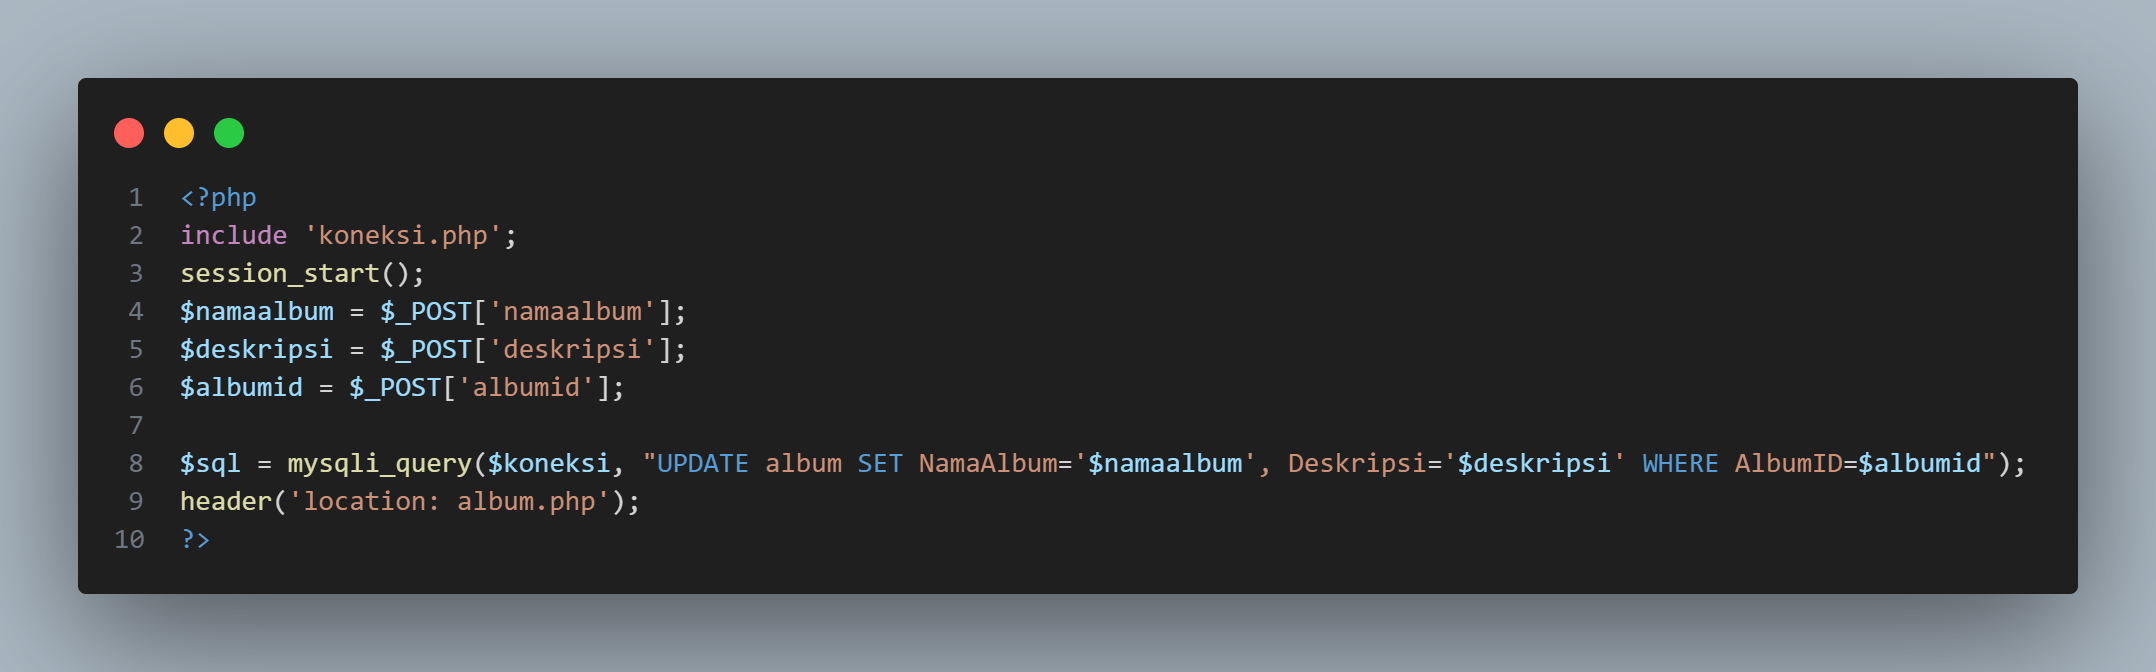 1 <?php
2 include 'koneksi.php';
3 session_start();
4 $namaalbum = $_POST['namaalbum'];
5 $deskripsi = $_POST['deskripsi'];
6 $albumid = $_POST['albumid'];
7
8 $sql = mysqli_query($koneksi, "UPDATE album SET NamaAlbum='$namaalbum', Deskripsi='$deskripsi' WHERE AlbumID=$albumid");
9 header('location: album.php');
10 ?>